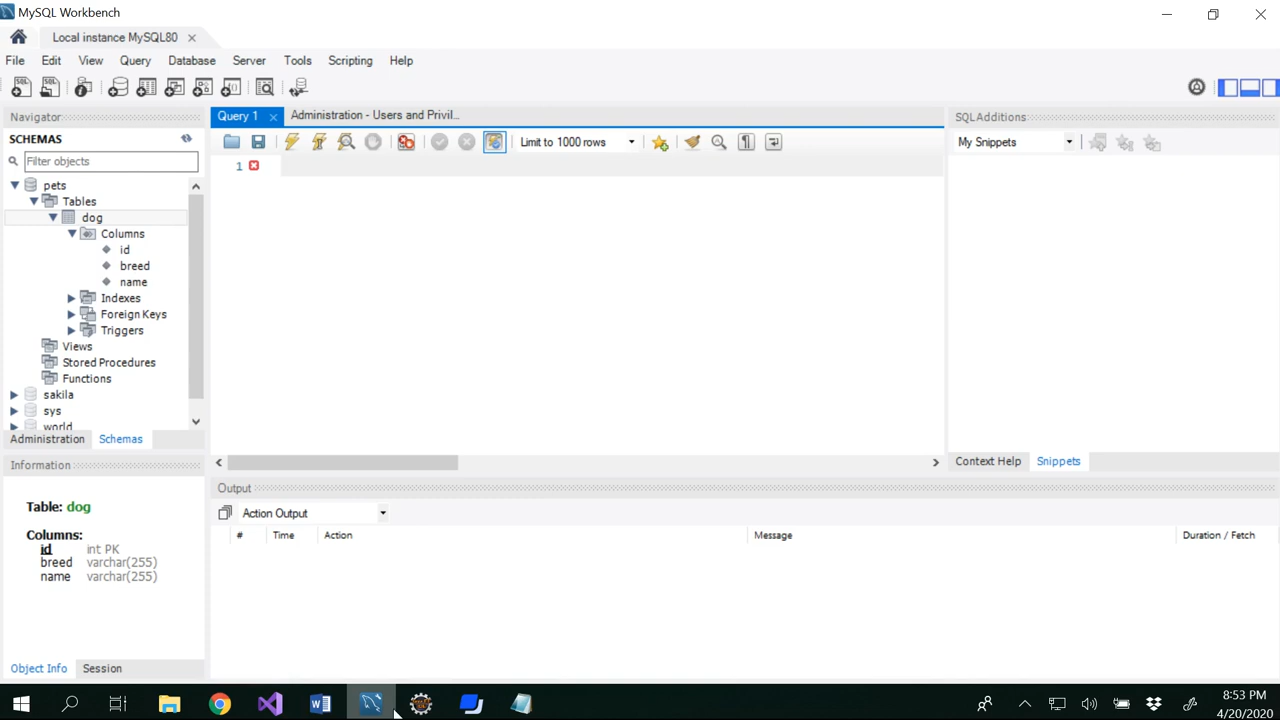 MySQL Workbench
Local instance MySQL80
File Edit View Query Database Server Tools Scripting Help
Navigator
SCHEMAS
Filter objects
pets
Tables
dog
Columns
id
breed
name
Indexes
Foreign Keys
Triggers
Views
Stored Procedures
Functions
sakila
sys
world
Administration Schemas
Information
Table: dog
Columns:
id int PK
breed varchar(255)
name varchar(255)
Object Info Session
Query 1 Administration - Users and Privil...
Limit to 1000 rows
1
Output
Action Output
# Time Action Message Duration / Fetch
SQLAdditions
My Snippets
Context Help Snippets
8:53 PM
4/20/2020